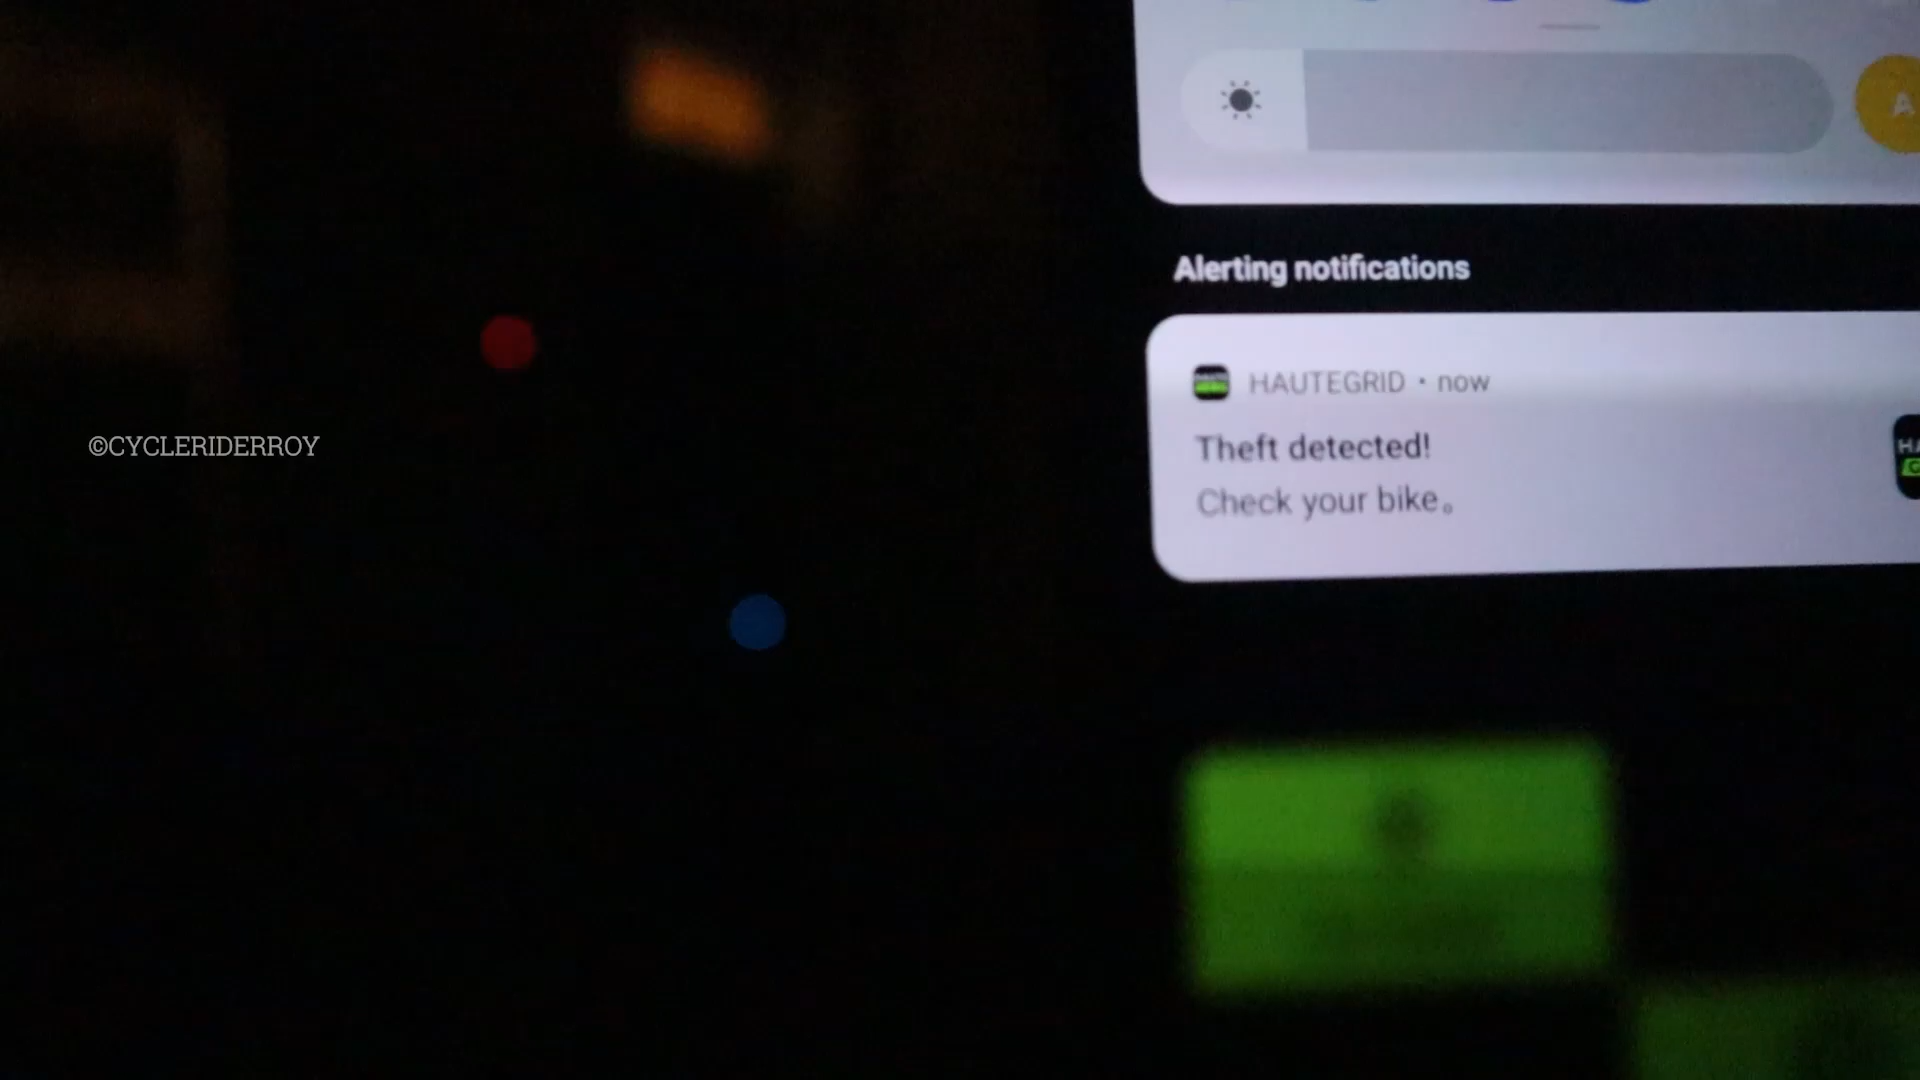 Alerting notifications
HAUTEGRID · now
Theft detected!
Check your bike。
©CYCLERIDERROY
A